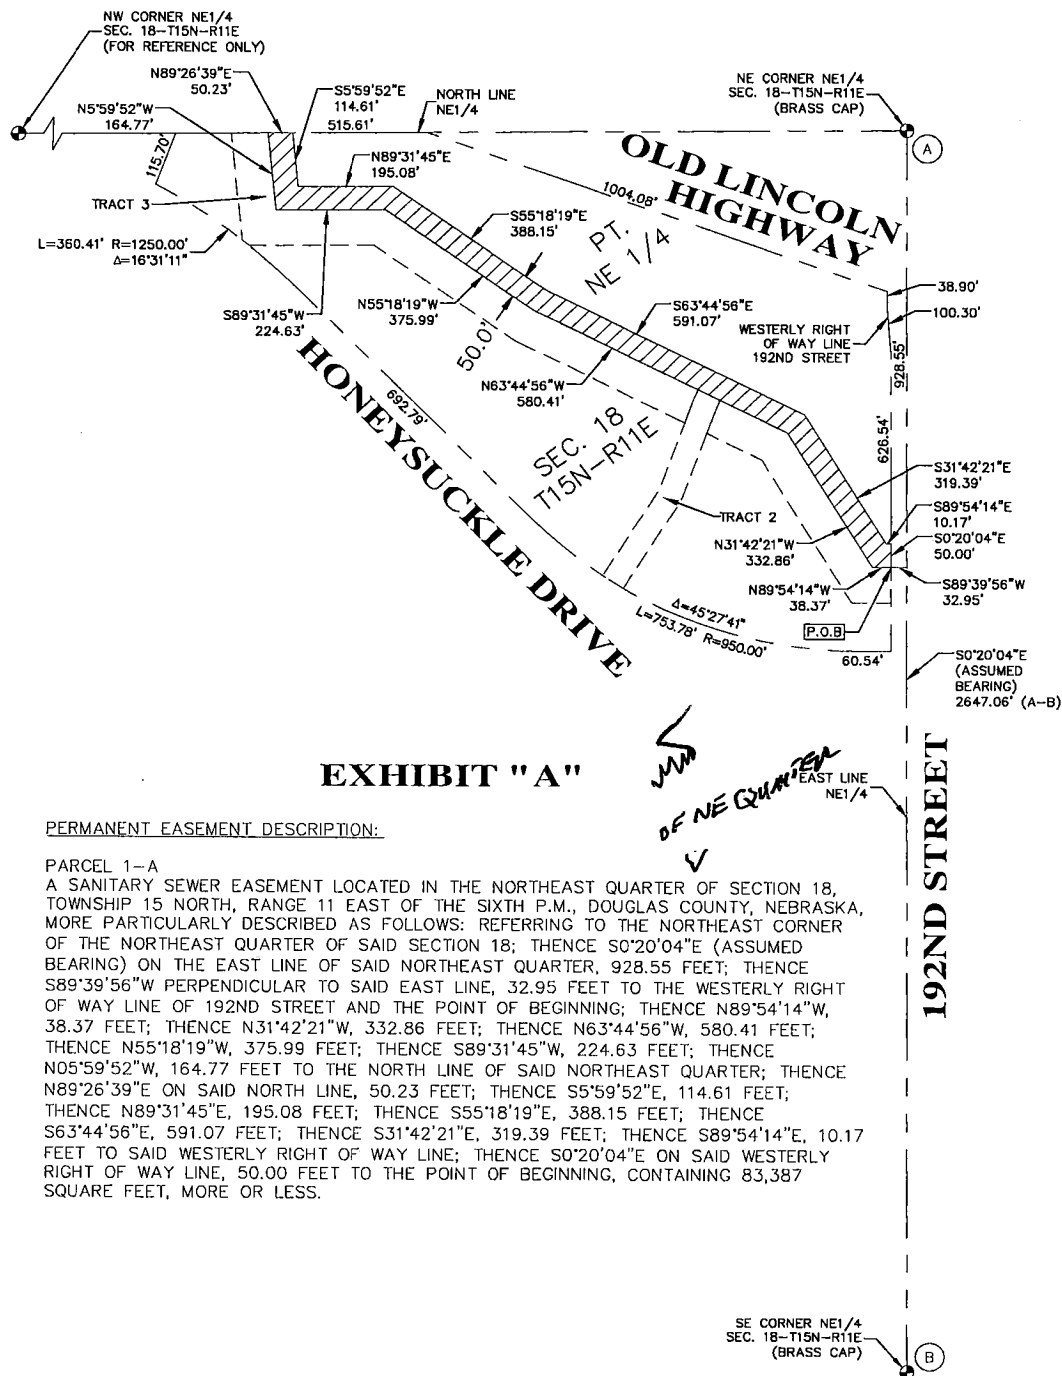 NW CORNER NE1/4
SEC. 18-T15N-R11E
(FOR REFERENCE ONLY)
N89°26'39"E
50.23'
N5°59'52"W
164.77'
S5°59'52"E
114.61'
515.61'
NORTH LINE
NE1/4
NE CORNER NE1/4
SEC. 18-T15N-R11E
(BRASS CAP)
A
115.70'
TRACT 3
N89°31'45"E
195.08'
OLD LINCOLN
HIGHWAY
1004.08'
L=360.41' R=1250.00'
Δ=16°31'11"
S55°18'19"E
388.15'
PT.
NE 1/4
38.90'
100.30'
S89°31'45"W
224.63'
N55°18'19"W
375.99'
50.0'
S63°44'56"E
591.07'
WESTERLY RIGHT
OF WAY LINE
192ND STREET
928.55'
HONEYSUCKLE DRIVE
692.79'
N63°44'56"W
580.41'
SEC. 18
T15N-R11E
626.54'
S31°42'21"E
319.39'
TRACT 2
S89°54'14"E
10.17'
N31°42'21"W
332.86'
S0°20'04"E
50.00'
N89°54'14"W
38.37'
S89°39'56"W
32.95'
Δ=45°27'41"
L=753.78' R=950.00'
P.O.B
60.54'
S0°20'04"E
(ASSUMED
BEARING)
2647.06' (A-B)
EXHIBIT "A"
OF NE QUARTER
EAST LINE
NE1/4
192ND STREET
PERMANENT EASEMENT DESCRIPTION:
PARCEL 1-A
A SANITARY SEWER EASEMENT LOCATED IN THE NORTHEAST QUARTER OF SECTION 18,
TOWNSHIP 15 NORTH, RANGE 11 EAST OF THE SIXTH P.M., DOUGLAS COUNTY, NEBRASKA,
MORE PARTICULARLY DESCRIBED AS FOLLOWS: REFERRING TO THE NORTHEAST CORNER
OF THE NORTHEAST QUARTER OF SAID SECTION 18; THENCE S0°20'04"E (ASSUMED
BEARING) ON THE EAST LINE OF SAID NORTHEAST QUARTER, 928.55 FEET; THENCE
S89°39'56"W PERPENDICULAR TO SAID EAST LINE, 32.95 FEET TO THE WESTERLY RIGHT
OF WAY LINE OF 192ND STREET AND THE POINT OF BEGINNING; THENCE N89°54'14"W,
38.37 FEET; THENCE N31°42'21"W, 332.86 FEET; THENCE N63°44'56"W, 580.41 FEET;
THENCE N55°18'19"W, 375.99 FEET; THENCE S89°31'45"W, 224.63 FEET; THENCE
N05°59'52"W, 164.77 FEET TO THE NORTH LINE OF SAID NORTHEAST QUARTER; THENCE
N89°26'39"E ON SAID NORTH LINE, 50.23 FEET; THENCE S5°59'52"E, 114.61 FEET;
THENCE N89°31'45"E, 195.08 FEET; THENCE S55°18'19"E, 388.15 FEET; THENCE
S63°44'56"E, 591.07 FEET; THENCE S31°42'21"E, 319.39 FEET; THENCE S89°54'14"E, 10.17
FEET TO SAID WESTERLY RIGHT OF WAY LINE; THENCE S0°20'04"E ON SAID WESTERLY
RIGHT OF WAY LINE, 50.00 FEET TO THE POINT OF BEGINNING, CONTAINING 83,387
SQUARE FEET, MORE OR LESS.
SE CORNER NE1/4
SEC. 18-T15N-R11E
(BRASS CAP)
B